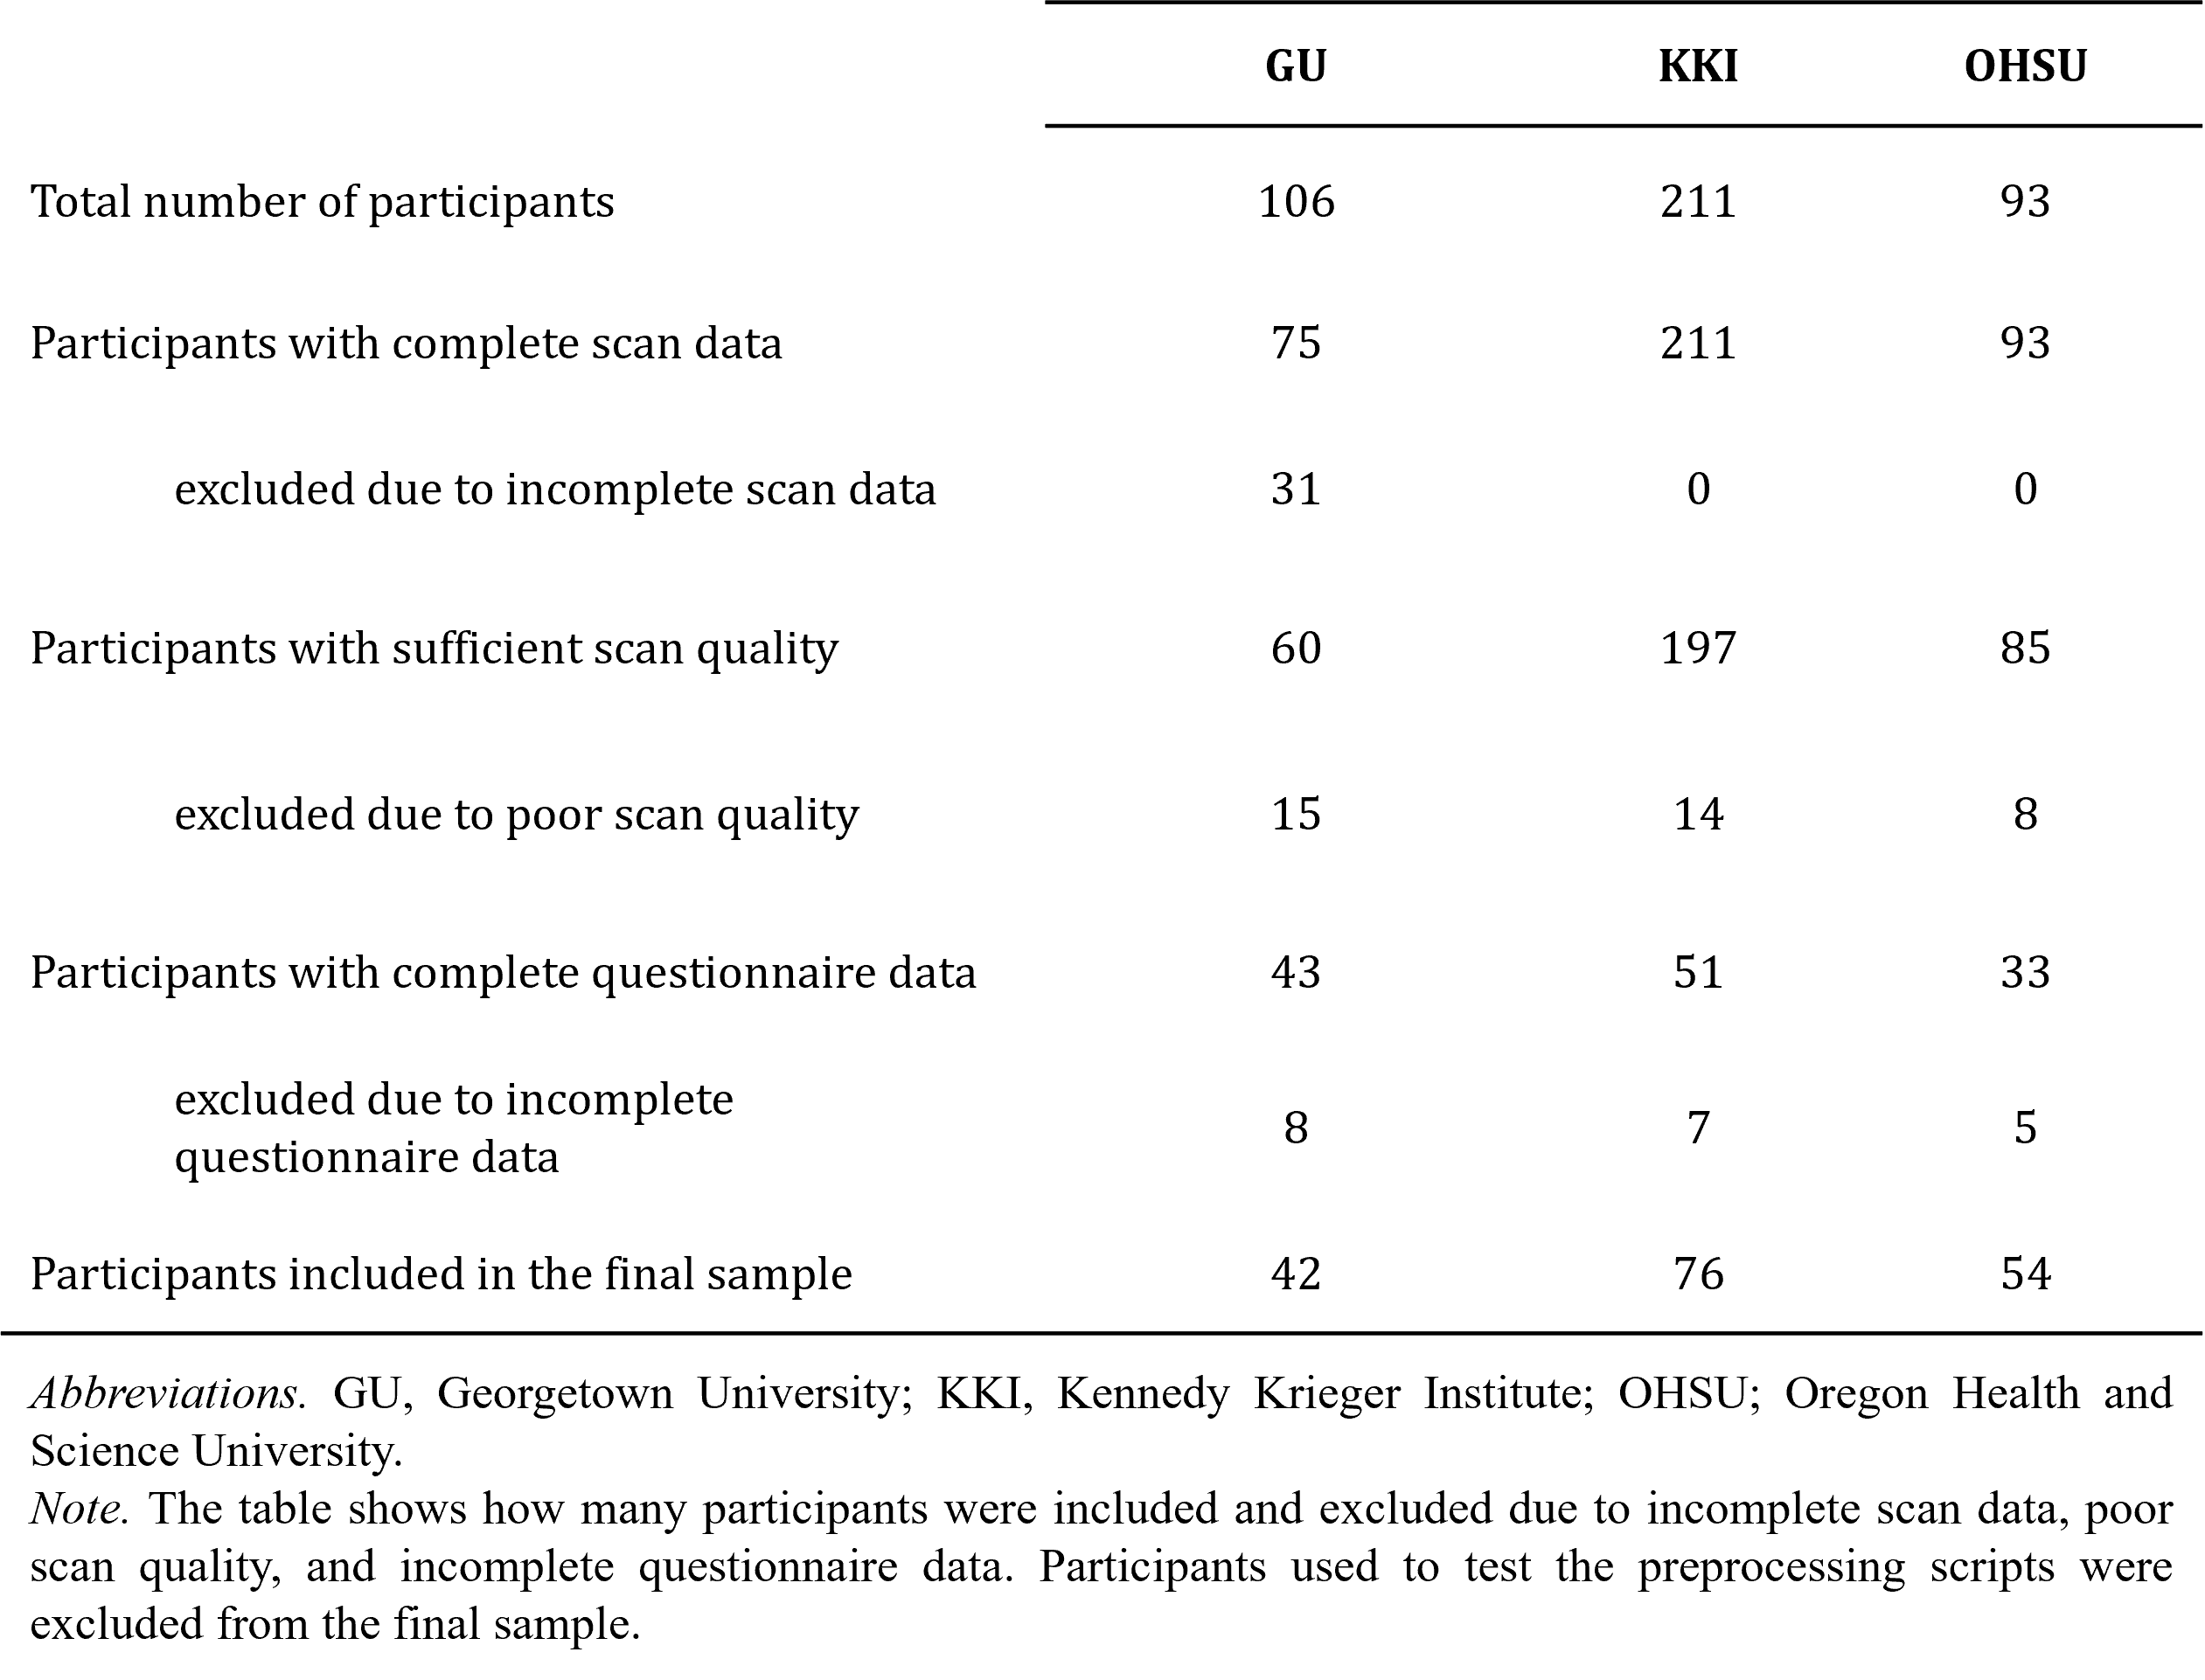 GU KKI OHSU
Total number of participants 106 211 93
Participants with complete scan data 75 211 93
excluded due to incomplete scan data 31 0 0
Participants with sufficient scan quality 60 197 85
excluded due to poor scan quality 15 14 8
Participants with complete questionnaire data 43 51 33
excluded due to incomplete
questionnaire data 8 7 5
Participants included in the final sample 42 76 54
Abbreviations. GU, Georgetown University; KKI, Kennedy Krieger Institute; OHSU; Oregon Health and
Science University.
Note. The table shows how many participants were included and excluded due to incomplete scan data, poor
scan quality, and incomplete questionnaire data. Participants used to test the preprocessing scripts were
excluded from the final sample.